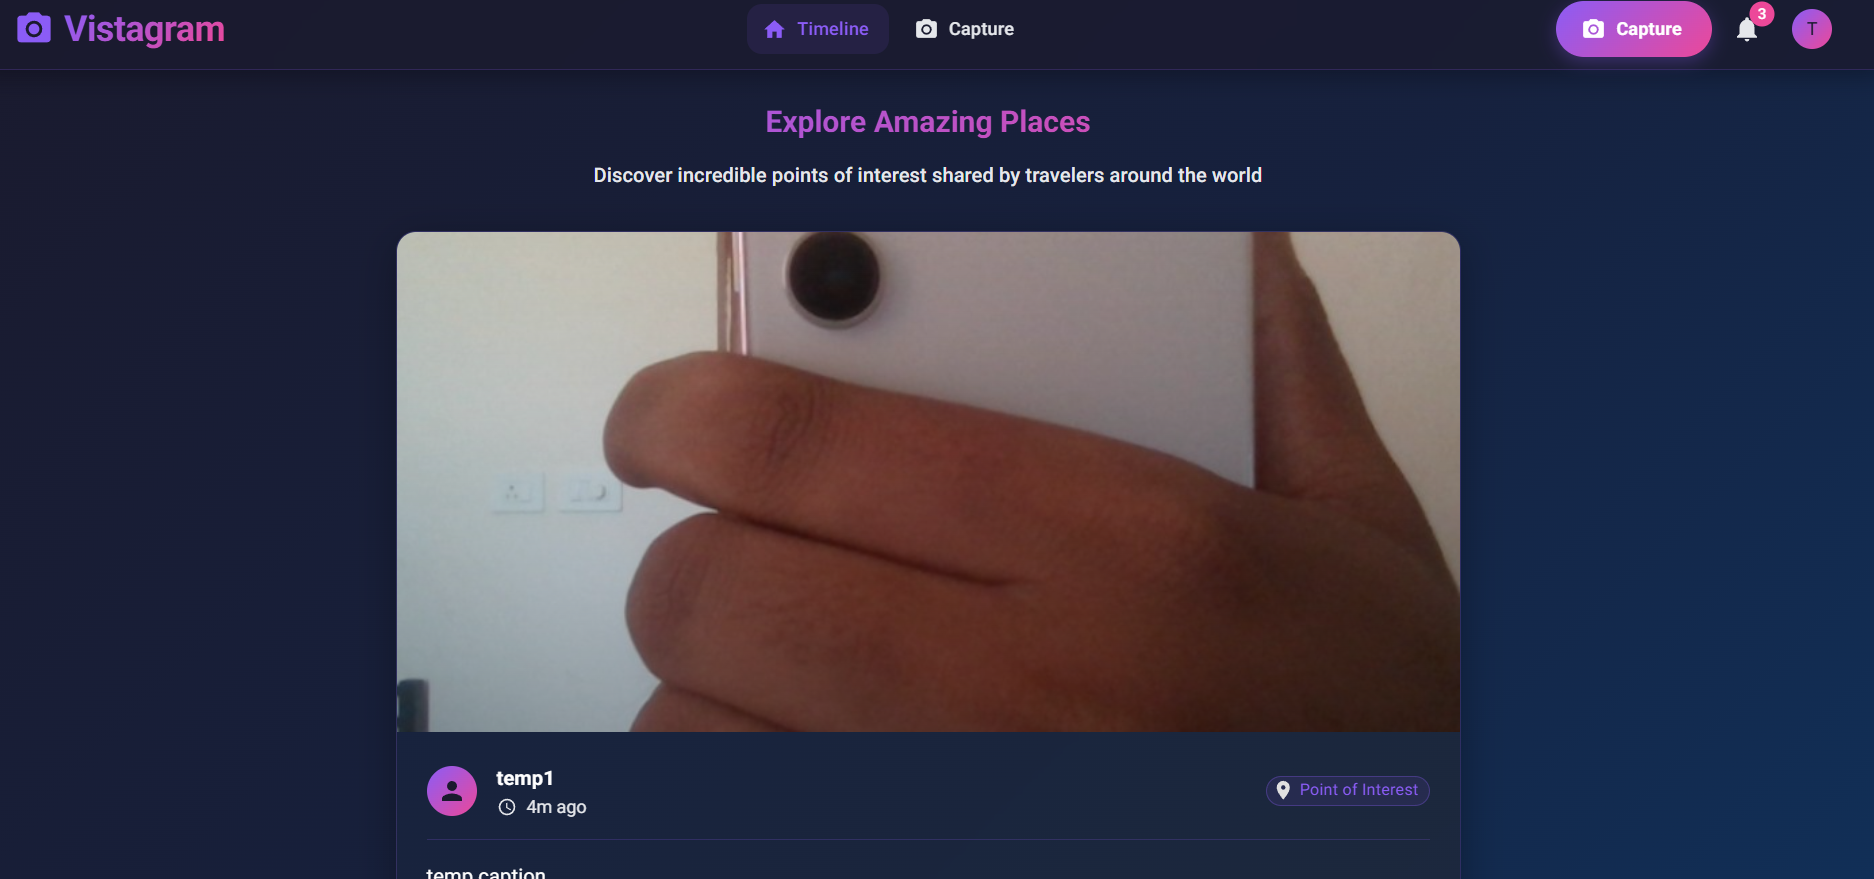 Vistagram
Timeline
Capture
Capture
3
T
Explore Amazing Places
Discover incredible points of interest shared by travelers around the world
temp1
4m ago
Point of Interest
temp caption